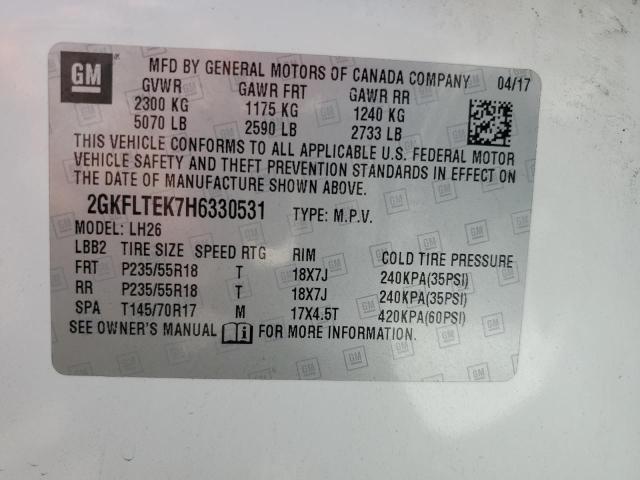 GM
MFD BY GENERAL MOTORS OF CANADA COMPANY 04/17
GVWR GAWR FRT GAWR RR
2300 KG 1175 KG 1240 KG
5070 LB 2590 LB 2733 LB
THIS VEHICLE CONFORMS TO ALL APPLICABLE U.S. FEDERAL MOTOR
VEHICLE SAFETY AND THEFT PREVENTION STANDARDS IN EFFECT ON
THE DATE OF MANUFACTURE SHOWN ABOVE.
2GKFLTEK7H6330531 TYPE: M.P.V.
MODEL: LH26
LBB2 TIRE SIZE SPEED RTG RIM COLD TIRE PRESSURE
FRT P235/55R18 T 18X7J 240KPA(35PSI)
RR P235/55R18 T 18X7J 240KPA(35PSI)
SPA T145/70R17 M 17X4.5T 420KPA(60PSI)
SEE OWNER'S MANUAL FOR MORE INFORMATION.